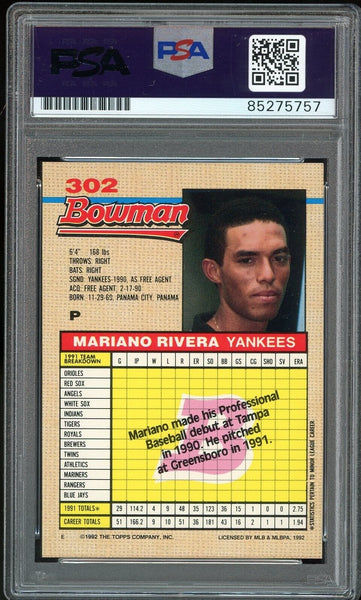 PSA
PSA
85275757
302
Bowman
6'4" 168 lbs
THROWS: RIGHT
BATS: RIGHT
SGND: YANKEES-1990, AS FREE AGENT
ACQ: FREE AGENT, 2-17-90
BORN: 11-29-69, PANAMA CITY, PANAMA
P
MARIANO RIVERA YANKEES
1991 TEAM BREAKDOWN G IP W L R ER SO BB GS CG SHO SV ERA
ORIOLES
RED SOX
ANGELS
WHITE SOX
INDIANS
TIGERS
ROYALS
BREWERS
TWINS
ATHLETICS
MARINERS
RANGERS
BLUE JAYS
Mariano made his Professional
Baseball debut at Tampa
in 1990. He pitched
at Greensboro in 1991.
1991 TOTALS* 29 114.2 4 9 48 35 123 36 15 1 0 0 2.75
CAREER TOTALS 51 166.2 9 10 51 36 181 43 16 2 1 1 1.94
*STATISTICS PERTAIN TO MINOR LEAGUE CAREER
E ©1992 THE TOPPS COMPANY, INC. LICENSED BY MLB & MLBPA, 1992